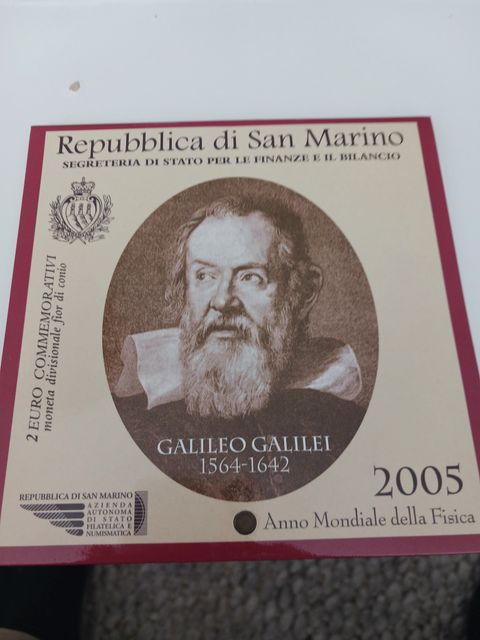 Repubblica di San Marino
SEGRETERIA DI STATO PER LE FINANZE E IL BILANCIO
2 EURO COMMEMORATIVI
moneta divisionale fior di conio
GALILEO GALILEI
1564-1642
2005
Anno Mondiale della Fisica
REPUBBLICA DI SAN MARINO
AZIENDA
AUTONOMA
DI STATO
FILATELICA E
NUMISMATICA